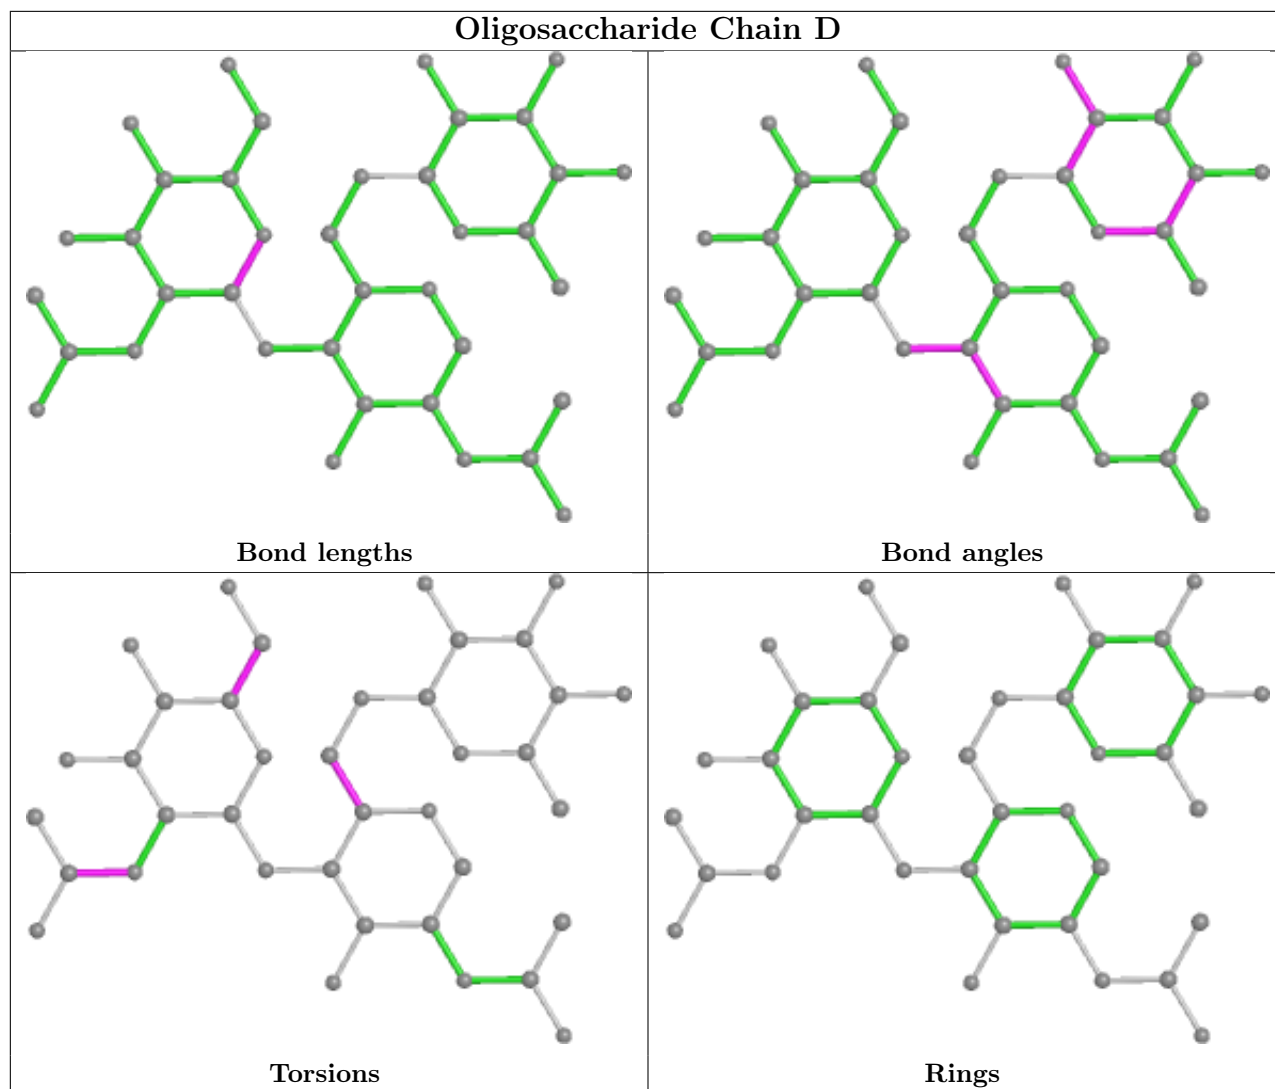 Oligosaccharide Chain D
Bond lengths
Bond angles
Torsions
Rings